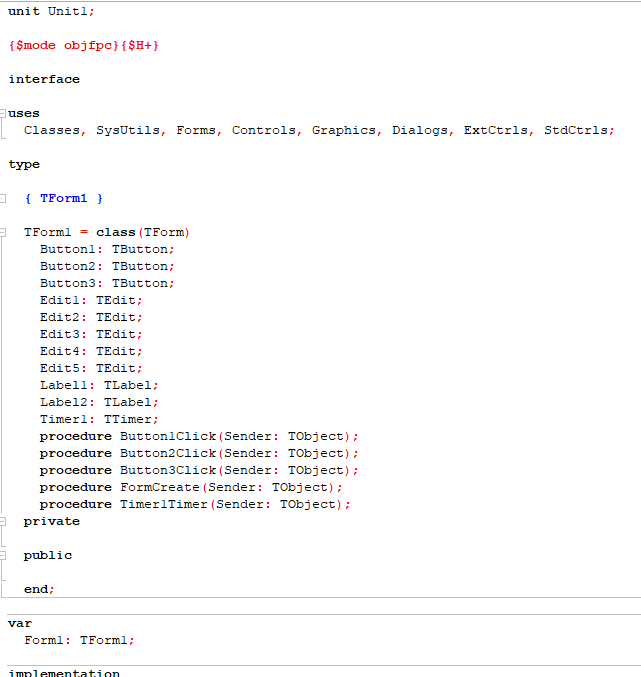 unit Unit1;
{$mode objfpc}{$H+}
interface
uses
Classes, SysUtils, Forms, Controls, Graphics, Dialogs, ExtCtrls, StdCtrls;
type
{ TForm1 }
TForm1 = class(TForm)
Button1: TButton;
Button2: TButton;
Button3: TButton;
Edit1: TEdit;
Edit2: TEdit;
Edit3: TEdit;
Edit4: TEdit;
Edit5: TEdit;
Label1: TLabel;
Label2: TLabel;
Timer1: TTimer;
procedure Button1Click(Sender: TObject);
procedure Button2Click(Sender: TObject);
procedure Button3Click(Sender: TObject);
procedure FormCreate(Sender: TObject);
procedure Timer1Timer(Sender: TObject);
private
public
end;
var
Form1: TForm1;
implementation